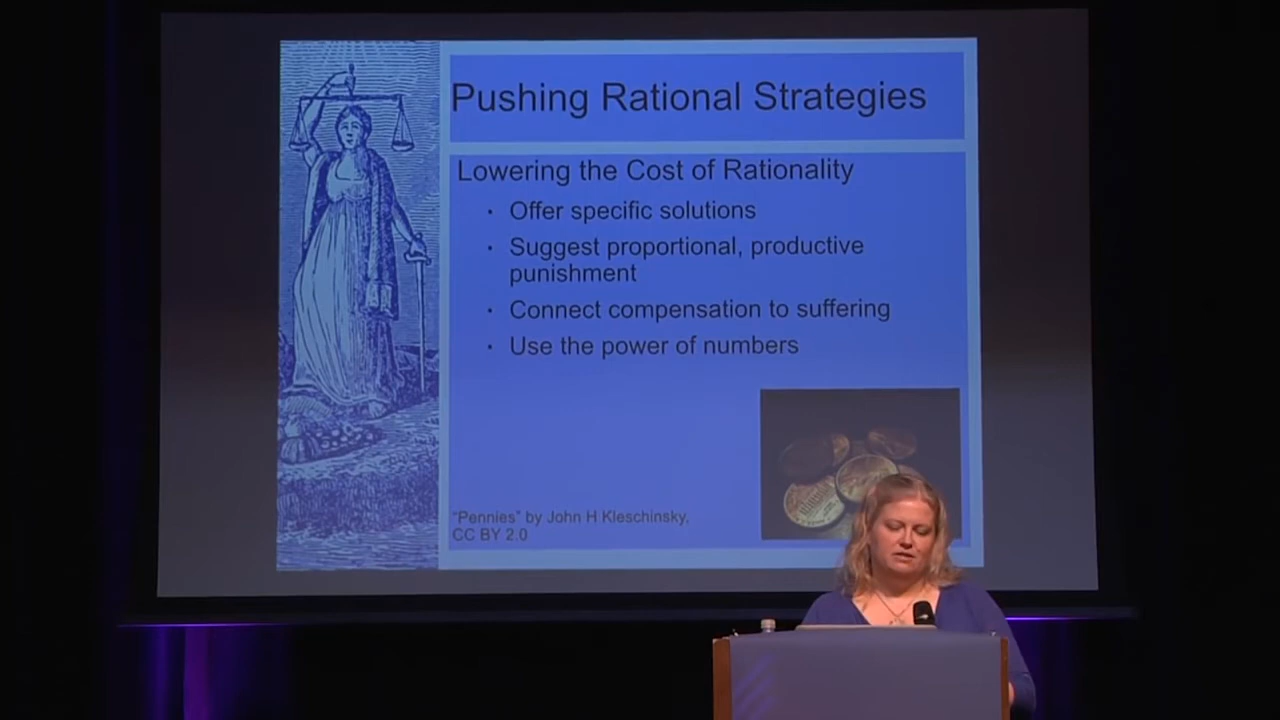 Pushing Rational Strategies
Lowering the Cost of Rationality
· Offer specific solutions
· Suggest proportional, productive
punishment
· Connect compensation to suffering
· Use the power of numbers
“Pennies” by John H Kleschinsky,
CC BY 2.0